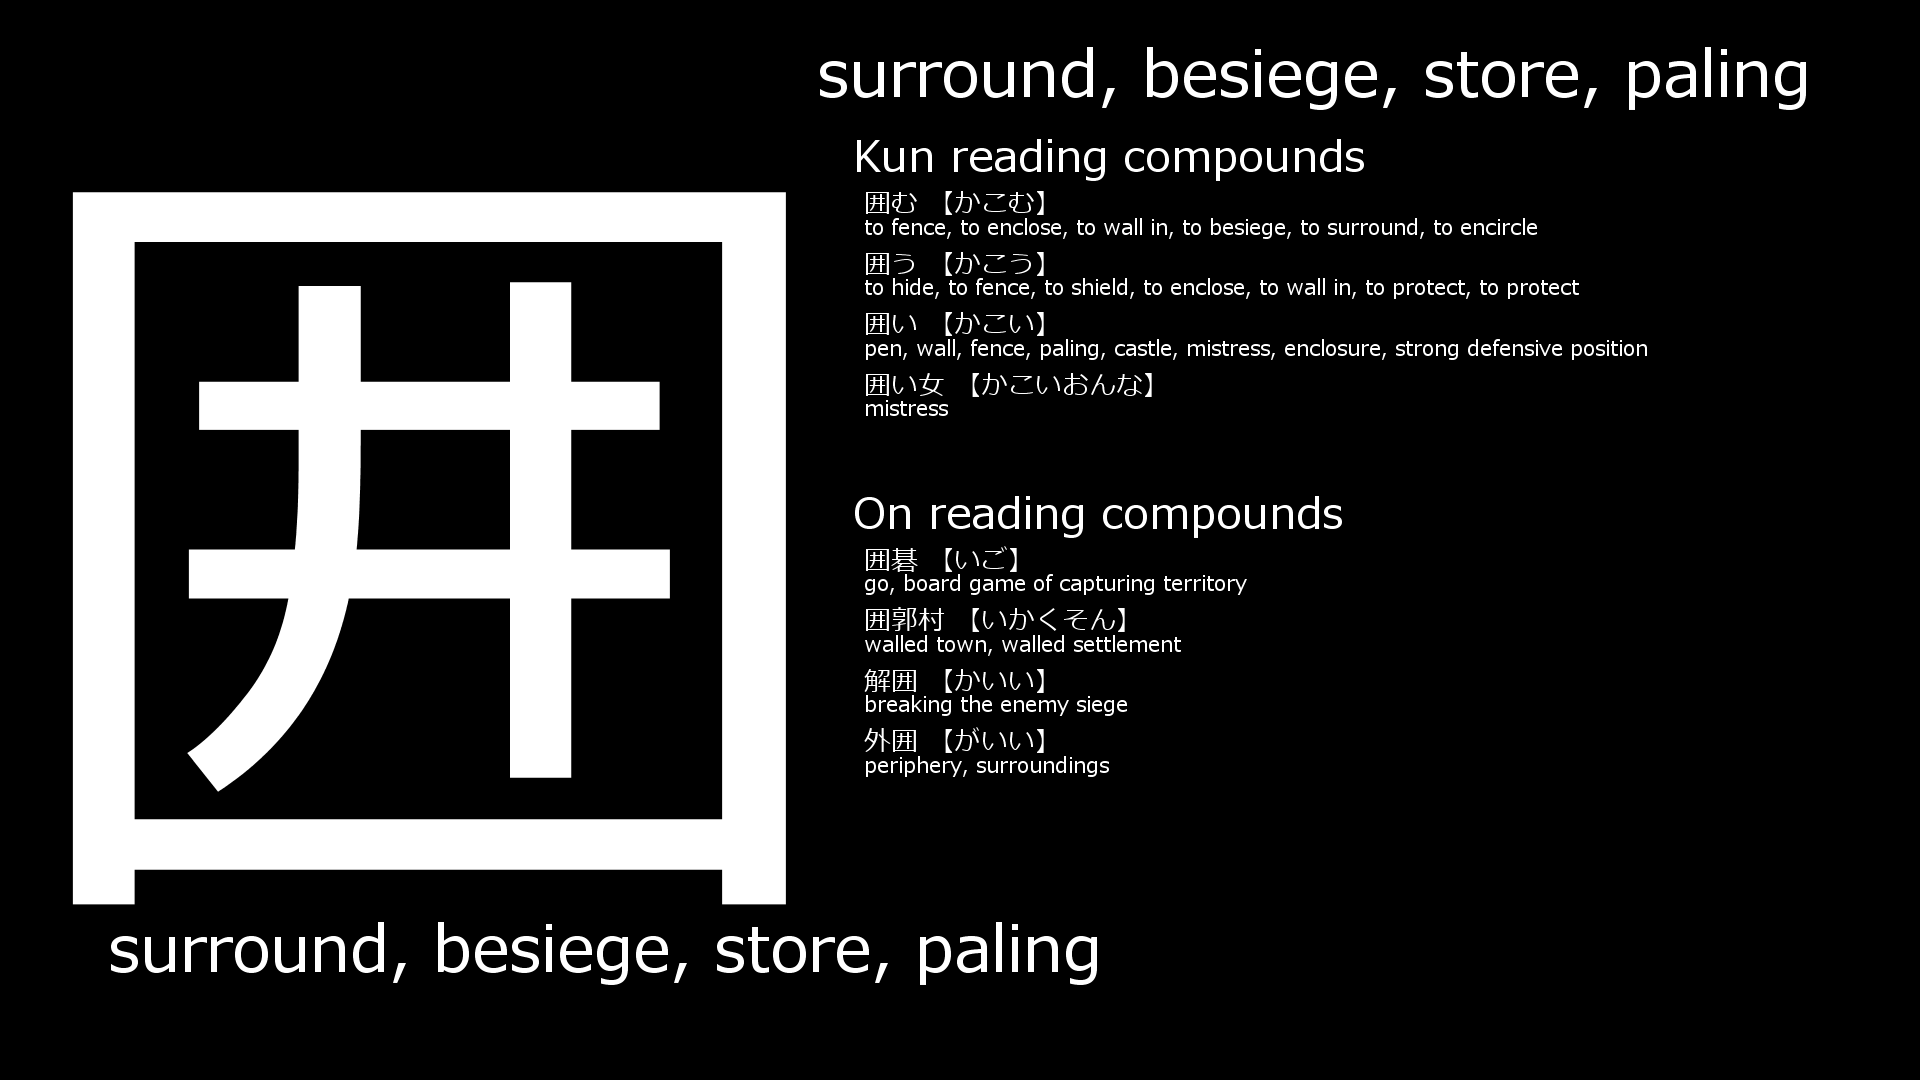 囲
surround, besiege, store, paling
surround, besiege, store, paling
Kun reading compounds
囲む 【かこむ】
to fence, to enclose, to wall in, to besiege, to surround, to encircle
囲う 【かこう】
to hide, to fence, to shield, to enclose, to wall in, to protect, to protect
囲い 【かこい】
pen, wall, fence, paling, castle, mistress, enclosure, strong defensive position
囲い女 【かこいおんな】
mistress
On reading compounds
囲碁 【いご】
go, board game of capturing territory
囲郭村 【いかくそん】
walled town, walled settlement
解囲 【かいい】
breaking the enemy siege
外囲 【がいい】
periphery, surroundings